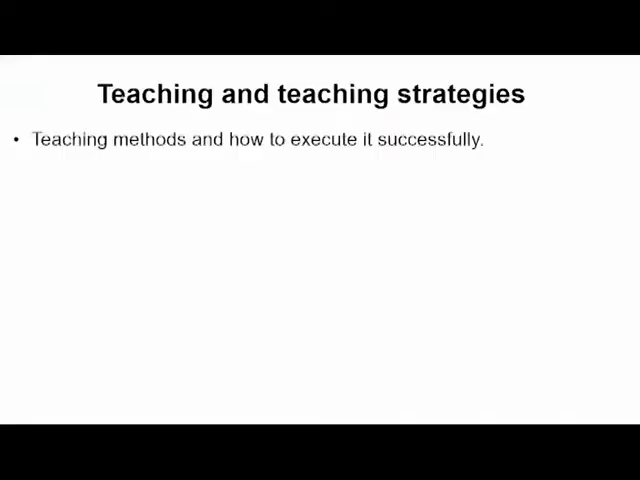 Teaching and teaching strategies
• Teaching methods and how to execute it successfully.